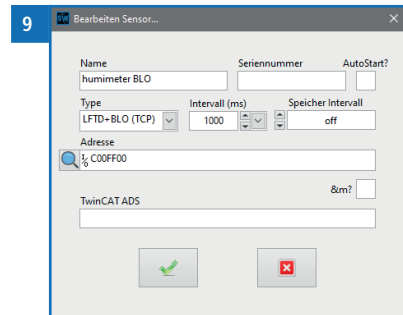 9
SW Bearbeiten Sensor...
Name Seriennummer AutoStart?
humimeter BLO
Type Intervall (ms) Speicher Intervall
LFTD+BLO (TCP) 1000 off
Adresse
C00FF00
&m?
TwinCAT ADS